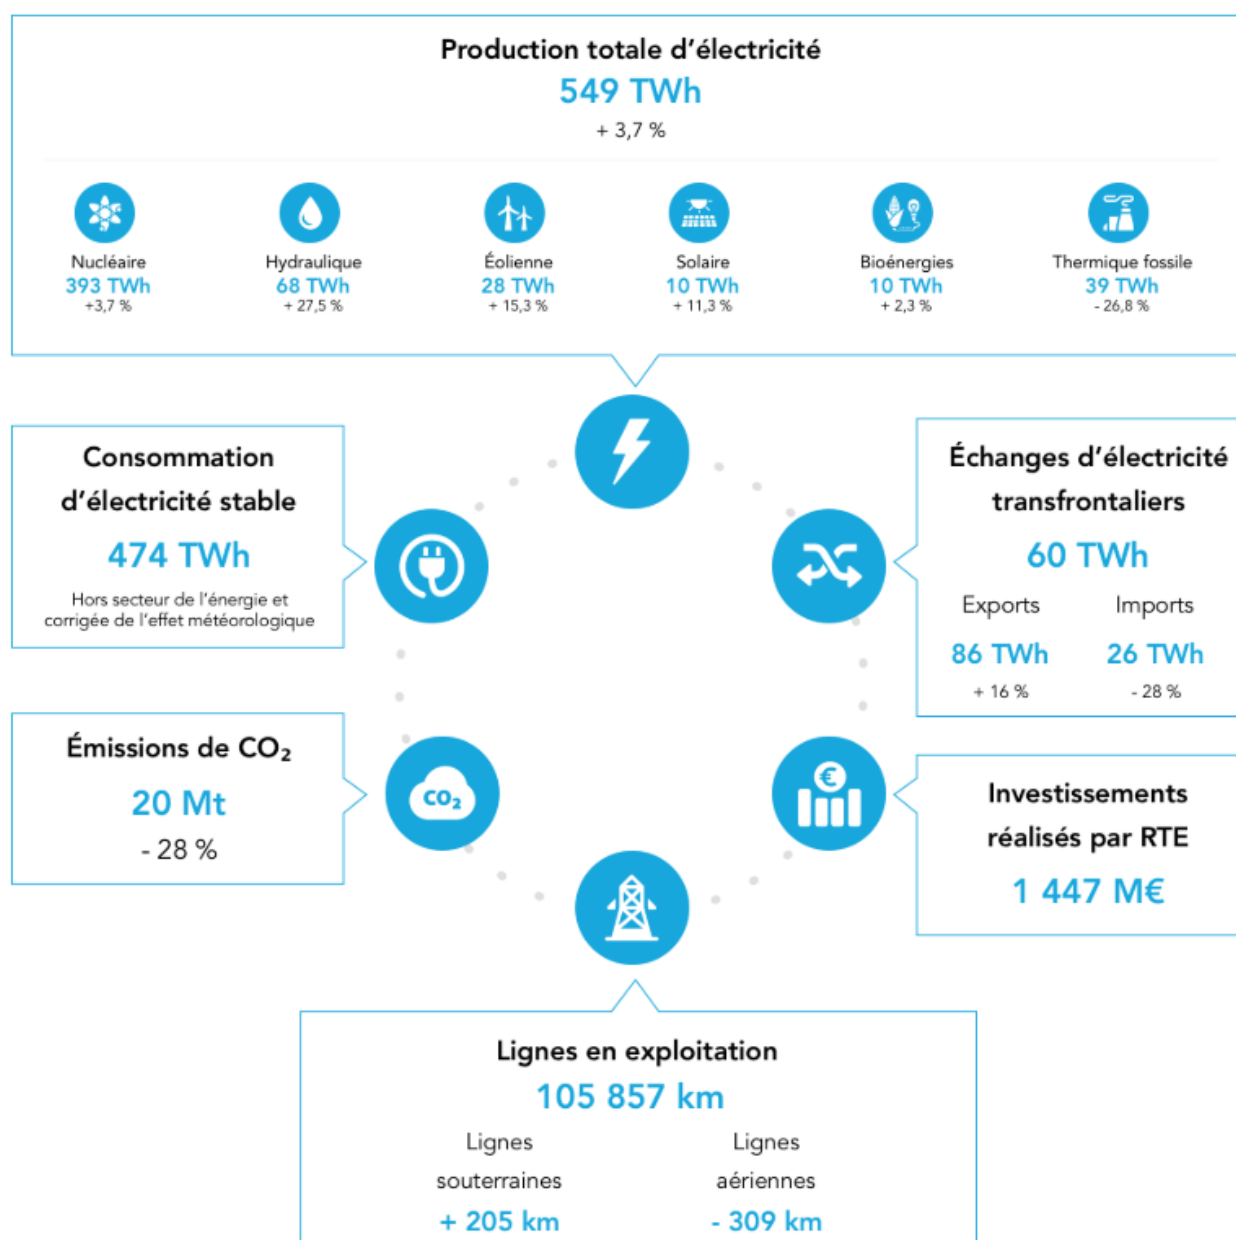 Production totale d'électricité
549 TWh
+ 3,7 %
Nucléaire
393 TWh
+3,7 %
Hydraulique
68 TWh
+ 27,5 %
Éolienne
28 TWh
+ 15,3 %
Solaire
10 TWh
+ 11,3 %
Bioénergies
10 TWh
+ 2,3 %
Thermique fossile
39 TWh
- 26,8 %
Consommation
d'électricité stable
474 TWh
Hors secteur de l'énergie et
corrigée de l'effet météorologique
Échanges d'électricité
transfrontaliers
60 TWh
Exports
86 TWh
+ 16 %
Imports
26 TWh
- 28 %
Émissions de CO₂
20 Mt
- 28 %
CO₂
€
Investissements
réalisés par RTE
1 447 M€
Lignes en exploitation
105 857 km
Lignes
souterraines
+ 205 km
Lignes
aériennes
- 309 km